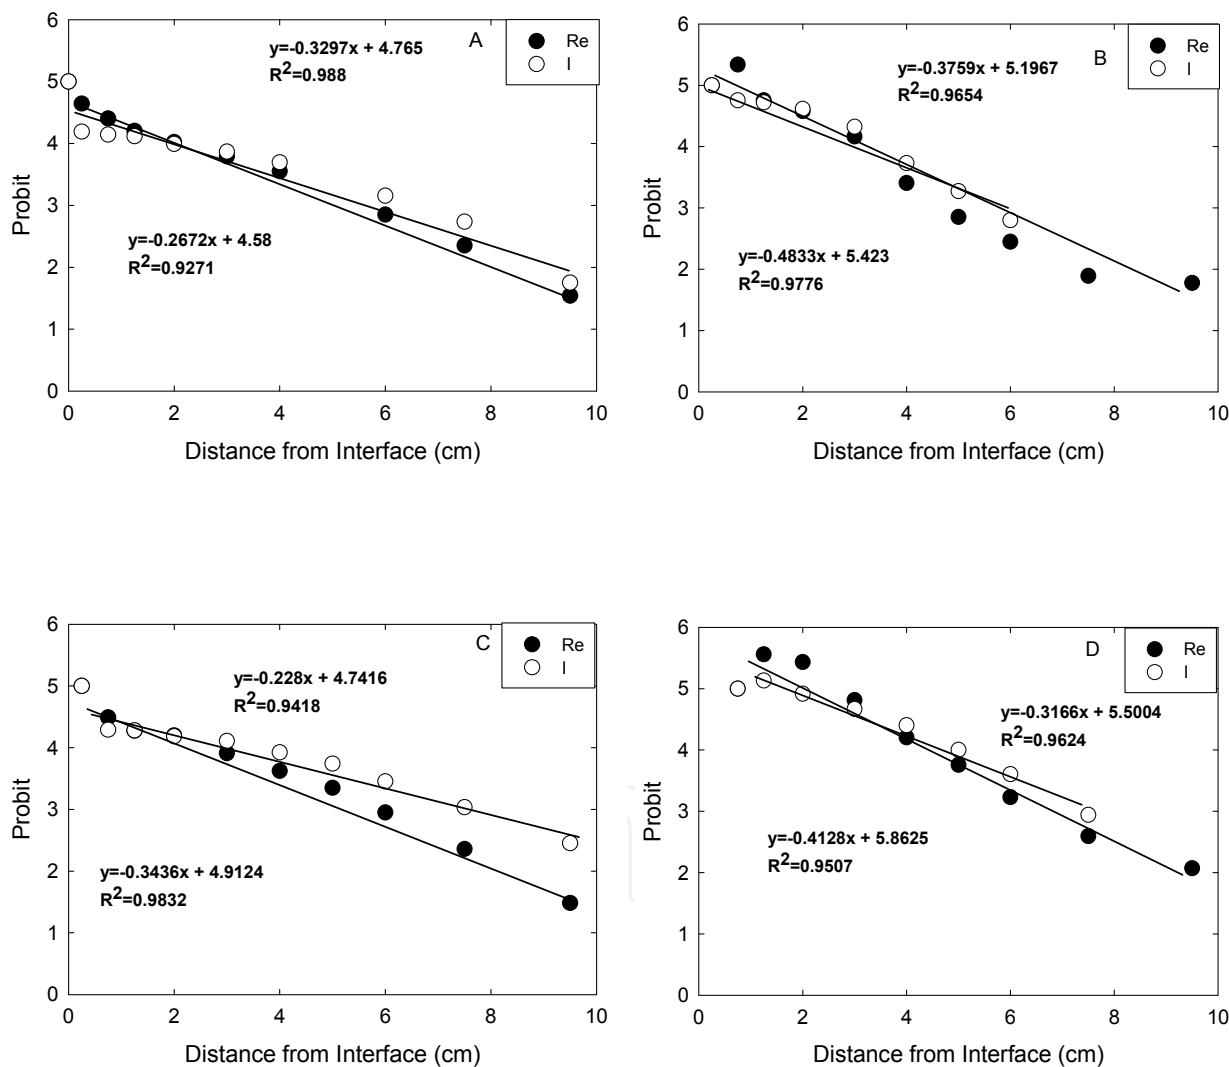 A
Re
I
y=-0.3297x + 4.765
R2=0.988
y=-0.2672x + 4.58
R2=0.9271
6
5
4
3
2
1
0
Probit
0 2 4 6 8 10
Distance from Interface (cm)
B
Re
I
y=-0.3759x + 5.1967
R2=0.9654
y=-0.4833x + 5.423
R2=0.9776
6
5
4
3
2
1
0
Probit
0 2 4 6 8 10
Distance from Interface (cm)
C
Re
I
y=-0.228x + 4.7416
R2=0.9418
y=-0.3436x + 4.9124
R2=0.9832
6
5
4
3
2
1
0
Probit
0 2 4 6 8 10
Distance from Interface (cm)
D
Re
I
y=-0.3166x + 5.5004
R2=0.9624
y=-0.4128x + 5.8625
R2=0.9507
6
5
4
3
2
1
0
Probit
0 2 4 6 8 10
Distance from Interface (cm)